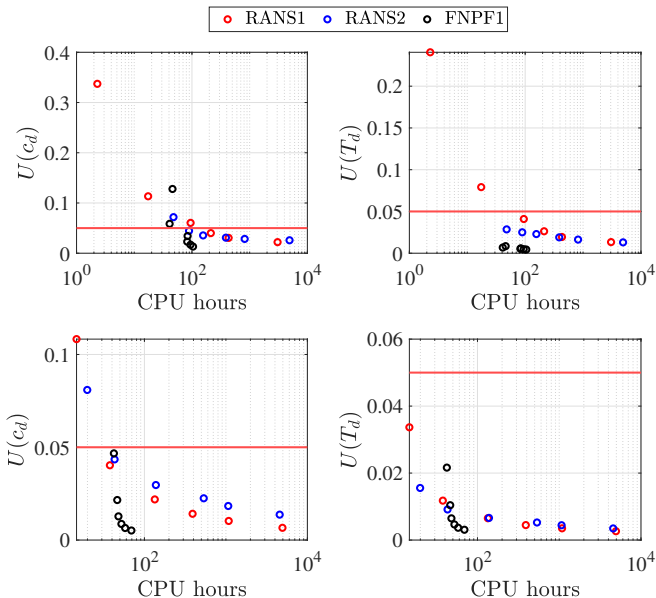 RANS1 RANS2 FNPF1
U(c_d)
0.4
0.3
0.2
0.1
0
10^0 10^2 10^4
CPU hours
U(T_d)
0.2
0.15
0.1
0.05
0
10^0 10^2 10^4
CPU hours
U(c_d)
0.1
0.05
0
10^2 10^4
CPU hours
U(T_d)
0.06
0.04
0.02
0
10^2 10^4
CPU hours